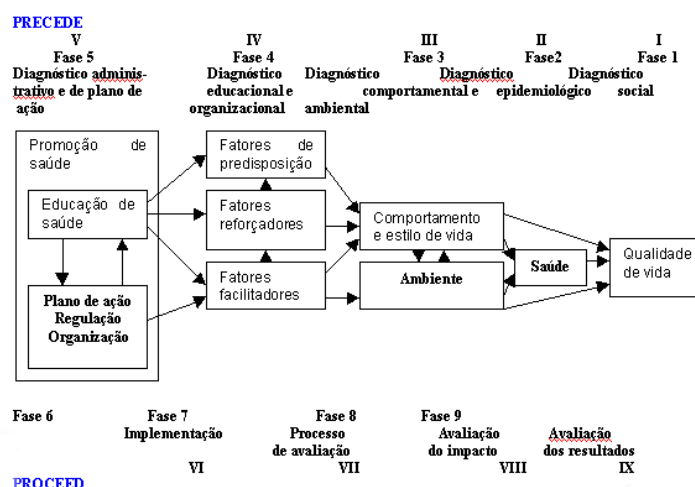 PRECEDE
V IV III II I
Fase 5 Fase 4 Fase 3 Fase2 Fase 1
Diagnóstico adminis- Diagnóstico Diagnóstico Diagnóstico Diagnóstico
trativo e de plano de educacional e comportamental e epidemiológico social
ação organizacional ambiental
Promoção de
saúde
Educação de
saúde
Plano de ação
Regulação
Organização
Fatores de
predisposição
Fatores
reforçadores
Fatores
facilitadores
Comportamento
e estilo de vida
Ambiente
Saúde
Qualidade
de vida
Fase 6 Fase 7 Fase 8 Fase 9
Implementação Processo Avaliação Avaliação
de avaliação do impacto dos resultados
VI VII VIII IX
PROCEED